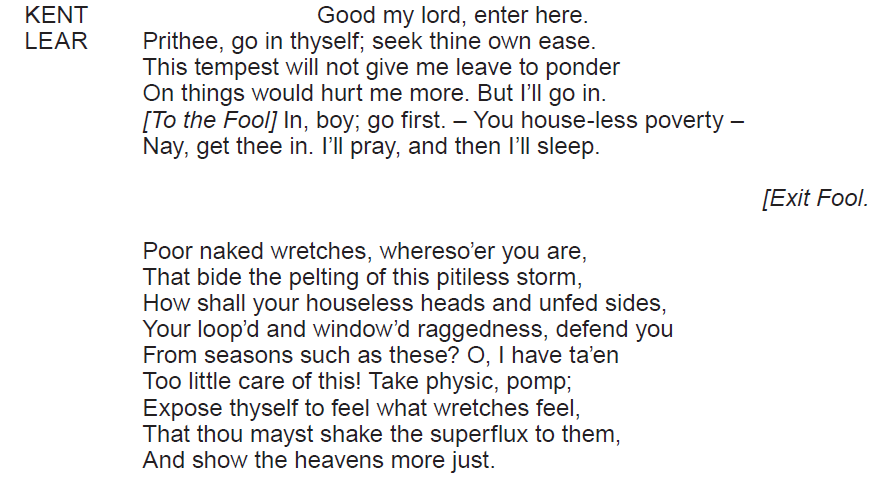 KENT Good my lord, enter here.
LEAR Prithee, go in thyself; seek thine own ease.
This tempest will not give me leave to ponder
On things would hurt me more. But I’ll go in.
[To the Fool] In, boy; go first. – You house-less poverty –
Nay, get thee in. I’ll pray, and then I’ll sleep.
[Exit Fool.
Poor naked wretches, whereso’er you are,
That bide the pelting of this pitiless storm,
How shall your houseless heads and unfed sides,
Your loop’d and window’d raggedness, defend you
From seasons such as these? O, I have ta’en
Too little care of this! Take physic, pomp;
Expose thyself to feel what wretches feel,
That thou mayst shake the superflux to them,
And show the heavens more just.